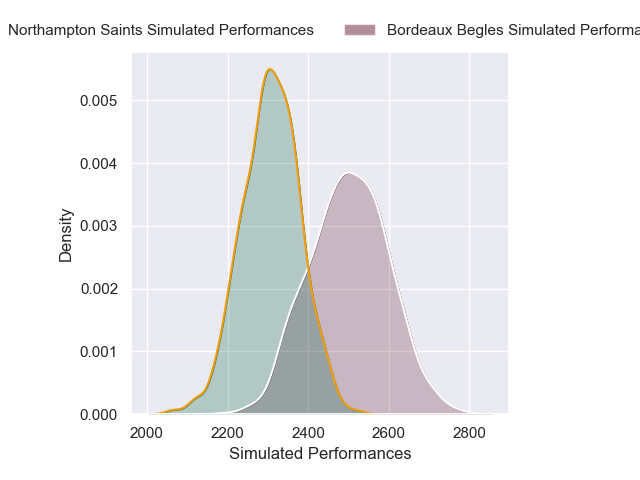 Northampton Saints Simulated Performances
Bordeaux Begles Simulated Performa
0.005
0.004
0.003
0.002
0.001
0.000
Density
2000 2200 2400 2600 2800
Simulated Performances